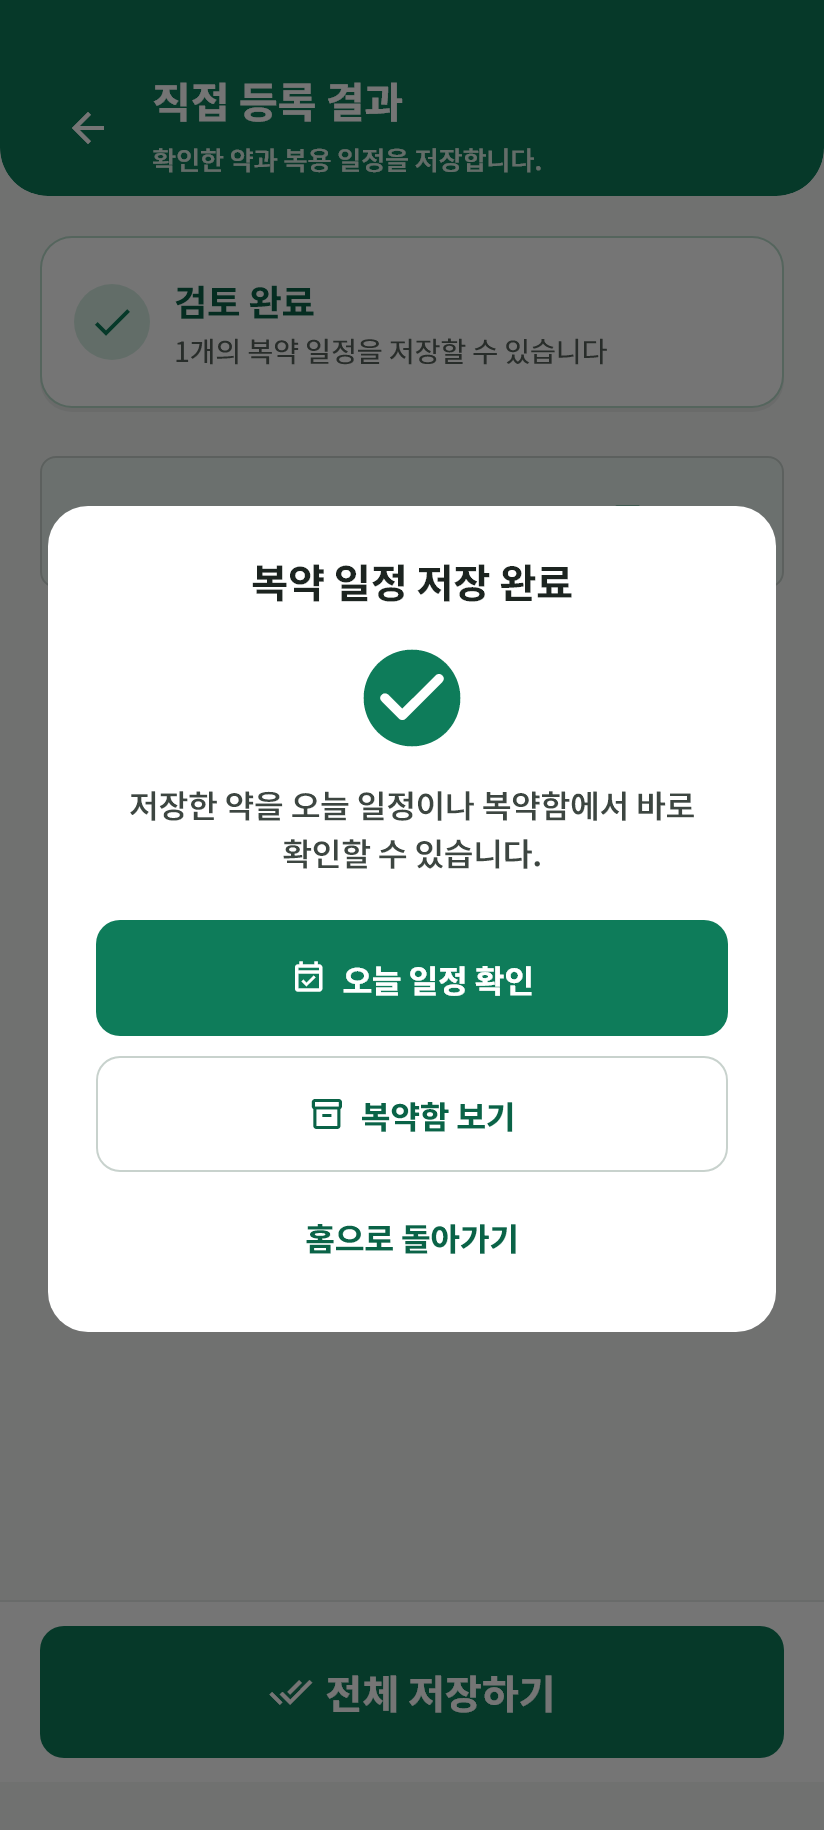 직접 등록 결과
확인한 약과 복용 일정을 저장합니다.
검토 완료
1개의 복약 일정을 저장할 수 있습니다
복약 일정 저장 완료
저장한 약을 오늘 일정이나 복약함에서 바로
확인할 수 있습니다.
오늘 일정 확인
복약함 보기
홈으로 돌아가기
전체 저장하기